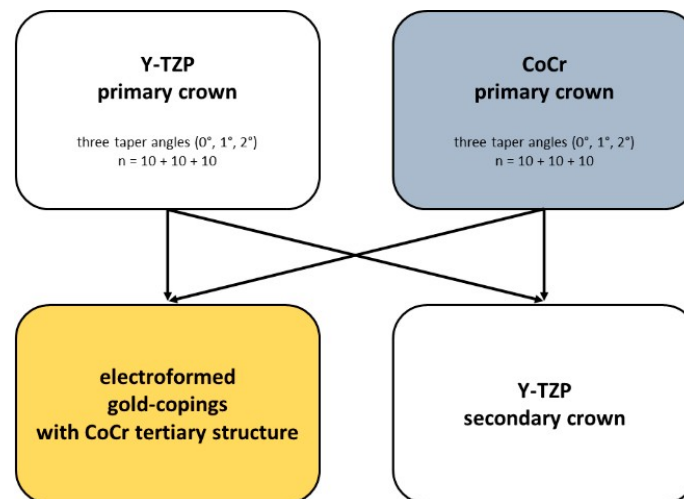 Y-TZP
primary crown
three taper angles (0°, 1°, 2°)
n = 10 + 10 + 10
CoCr
primary crown
three taper angles (0°, 1°, 2°)
n = 10 + 10 + 10
electroformed
gold-copings
with CoCr tertiary structure
Y-TZP
secondary crown